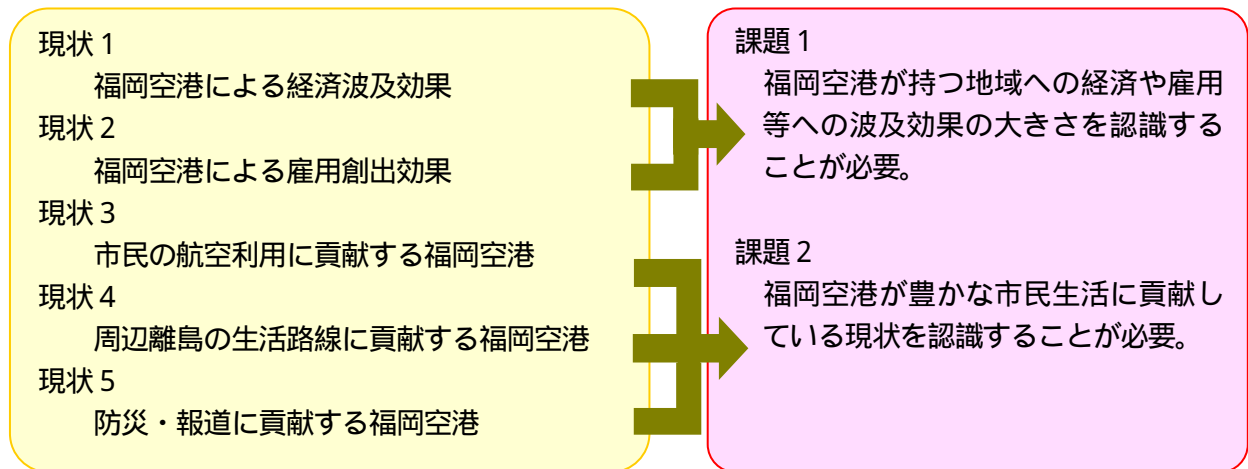 現状1
福岡空港による経済波及効果
現状2
福岡空港による雇用創出効果
現状3
市民の航空利用に貢献する福岡空港
現状4
周辺離島の生活路線に貢献する福岡空港
現状5
防災・報道に貢献する福岡空港
課題1
福岡空港が持つ地域への経済や雇用
等への波及効果の大きさを認識する
ことが必要。
課題2
福岡空港が豊かな市民生活に貢献し
ている現状を認識することが必要。